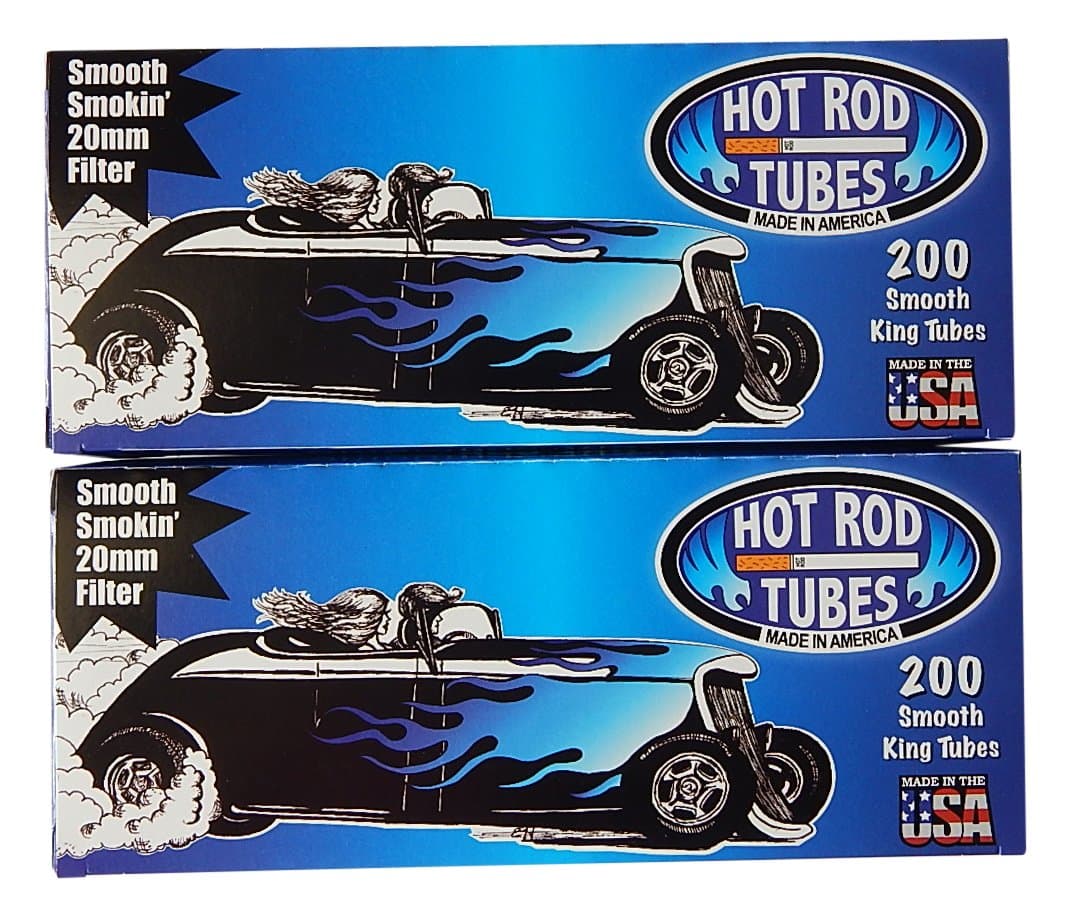 Smooth
Smokin'
20mm
Filter
HOT ROD
TUBES
MADE IN AMERICA
200
Smooth
King Tubes
MADE IN THE
USA
Smooth
Smokin'
20mm
Filter
HOT ROD
TUBES
MADE IN AMERICA
200
Smooth
King Tubes
MADE IN THE
USA